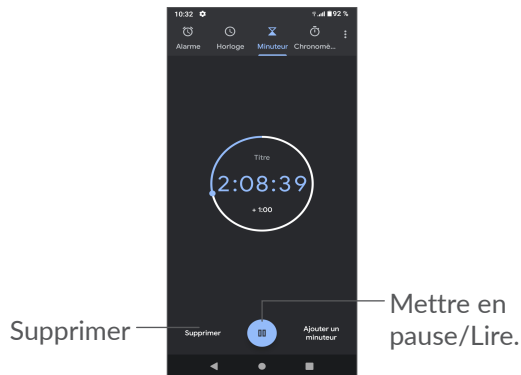 10:32 92 %
Alarme Horloge Minuteur Chronomé...
Titre
2:08:39
+ 1:00
Supprimer
Ajouter un
minuteur
Supprimer
Mettre en
pause/Lire.